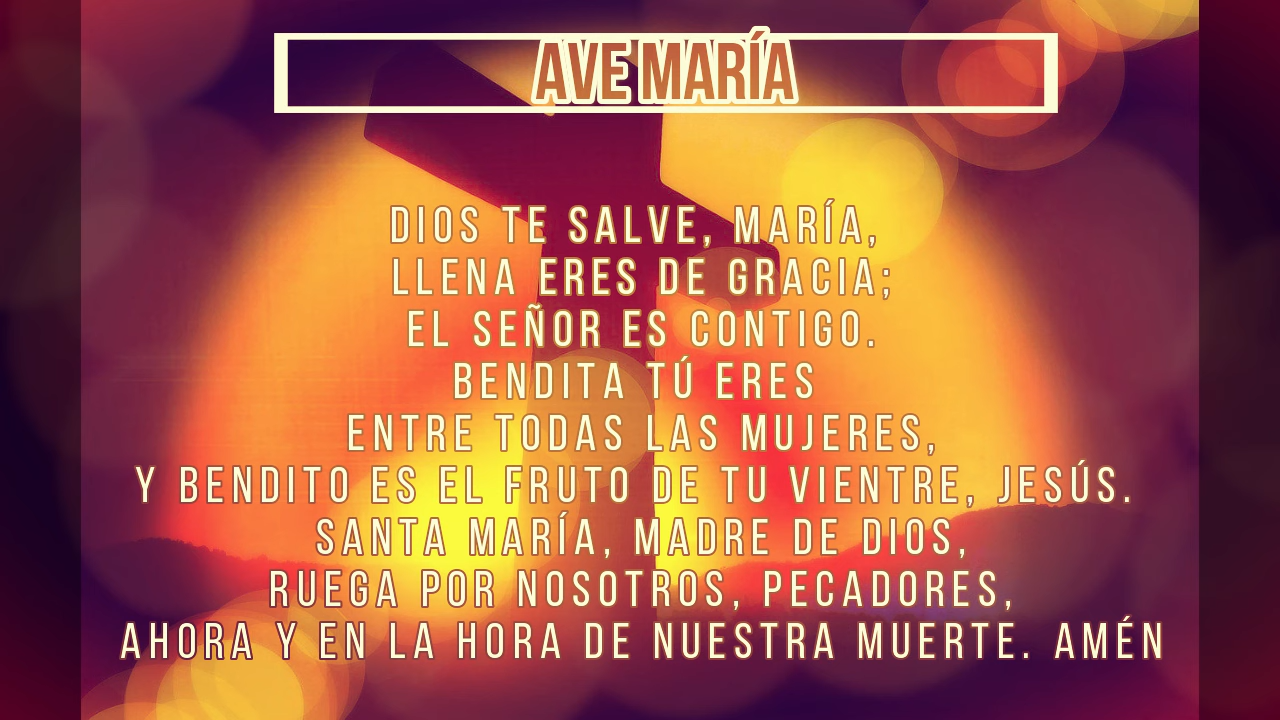 AVE MARÍA
DIOS TE SALVE, MARÍA,
LLENA ERES DE GRACIA;
EL SEÑOR ES CONTIGO.
BENDITA TÚ ERES
ENTRE TODAS LAS MUJERES,
Y BENDITO ES EL FRUTO DE TU VIENTRE, JESÚS.
SANTA MARÍA, MADRE DE DIOS,
RUEGA POR NOSOTROS, PECADORES,
AHORA Y EN LA HORA DE NUESTRA MUERTE. AMÉN